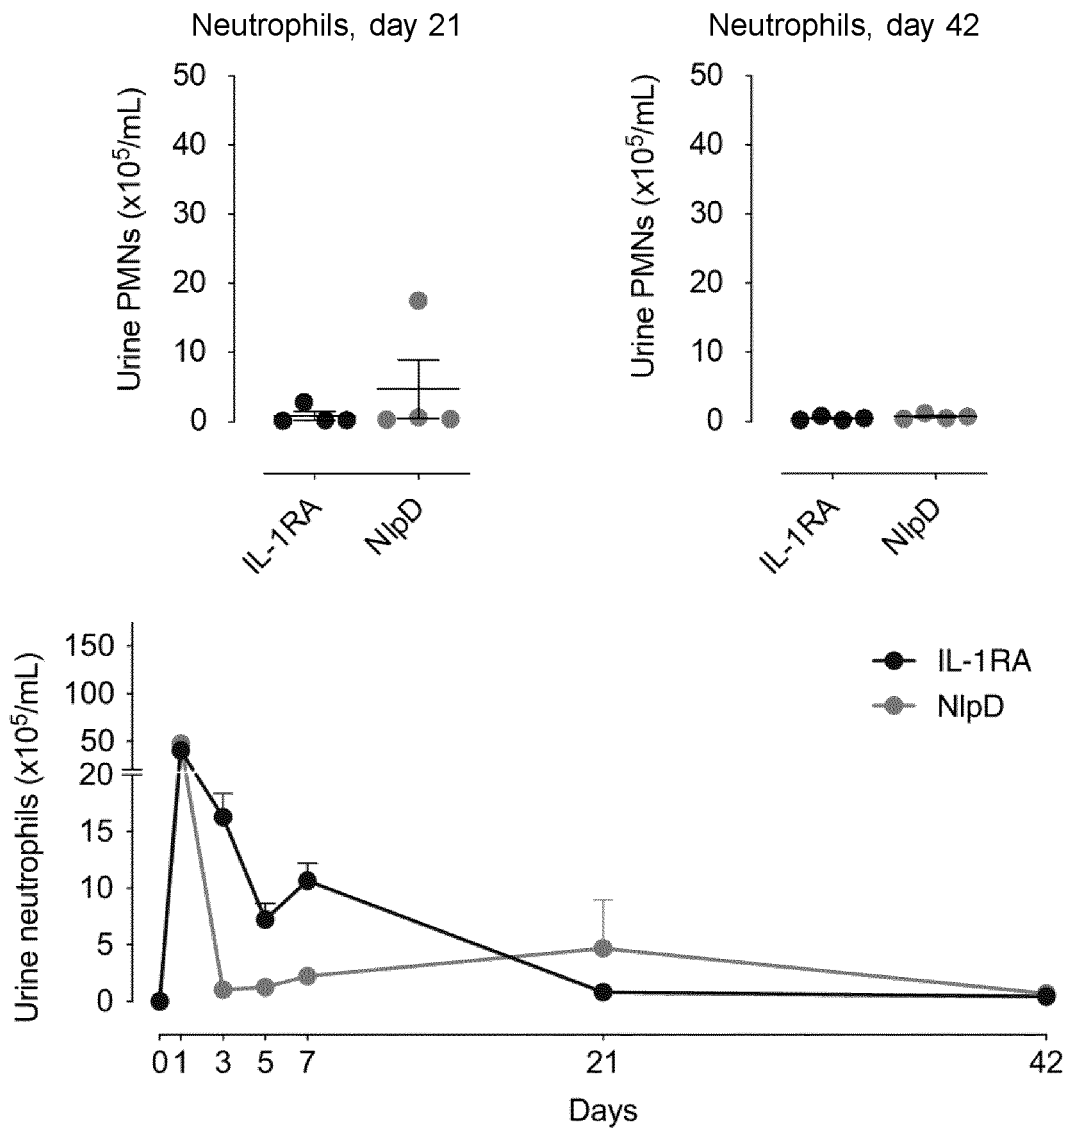 Neutrophils, day 21
Urine PMNs (x10⁵/mL)
50
40
30
20
10
0
IL-1RA
NlpD
Neutrophils, day 42
Urine PMNs (x10⁵/mL)
50
40
30
20
10
0
IL-1RA
NlpD
Urine neutrophils (x10⁵/mL)
150
100
50
20
15
10
5
0
IL-1RA
NlpD
0 1 3 5 7 21 42
Days